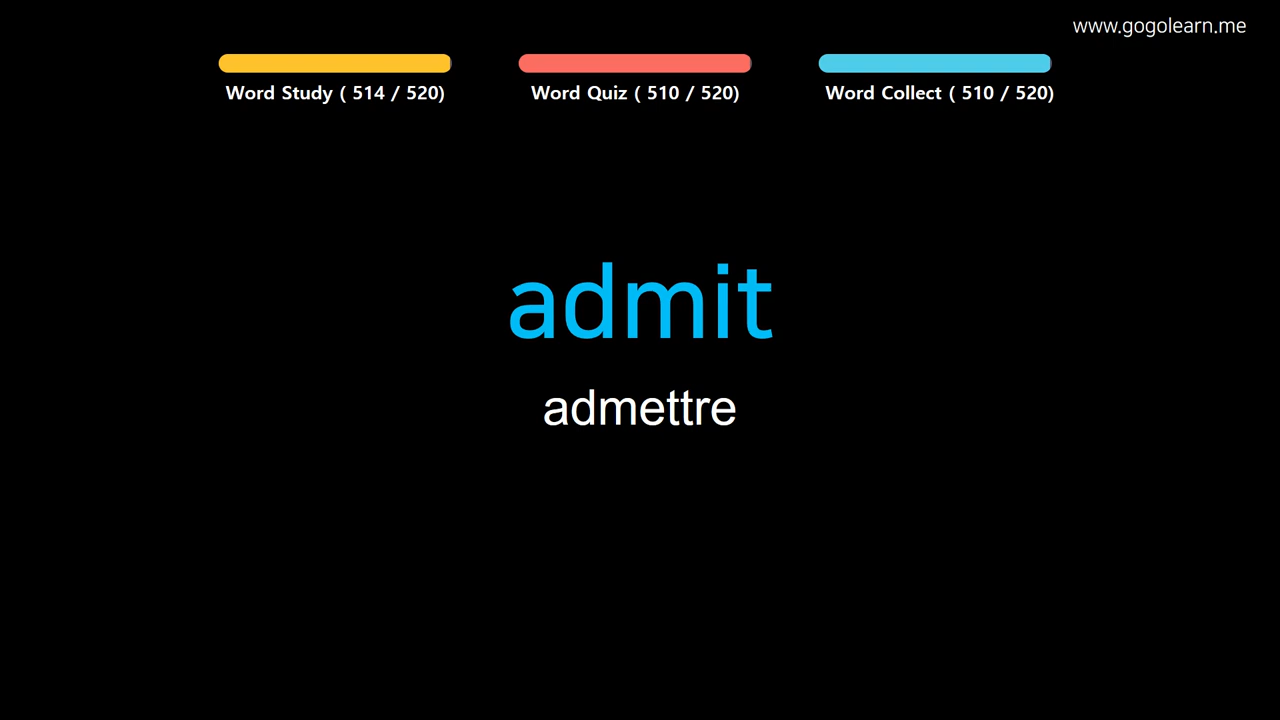 www.gogolearn.me
Word Study ( 514 / 520)
Word Quiz ( 510 / 520)
Word Collect ( 510 / 520)
admit
admettre